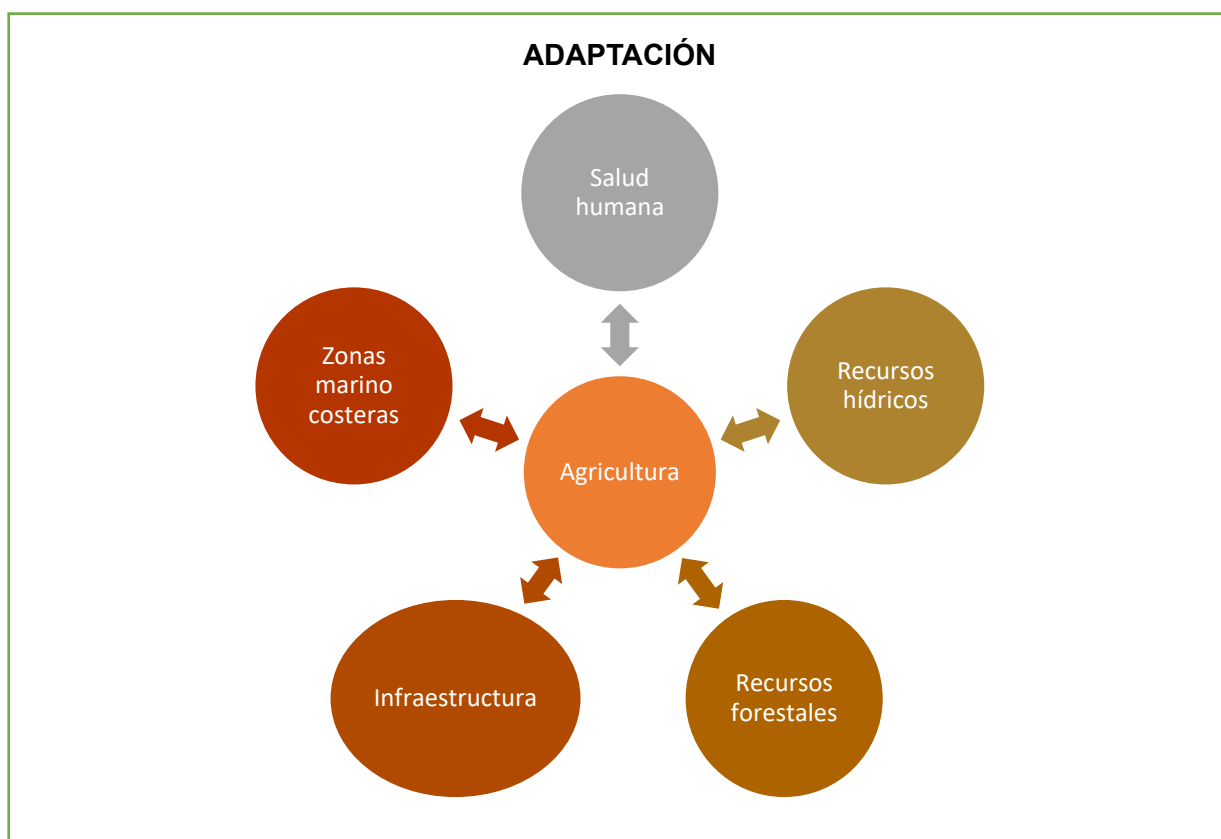 ADAPTACIÓN
Salud
humana
Zonas
marino
costeras
Recursos
hídricos
Agricultura
Infraestructura
Recursos
forestales